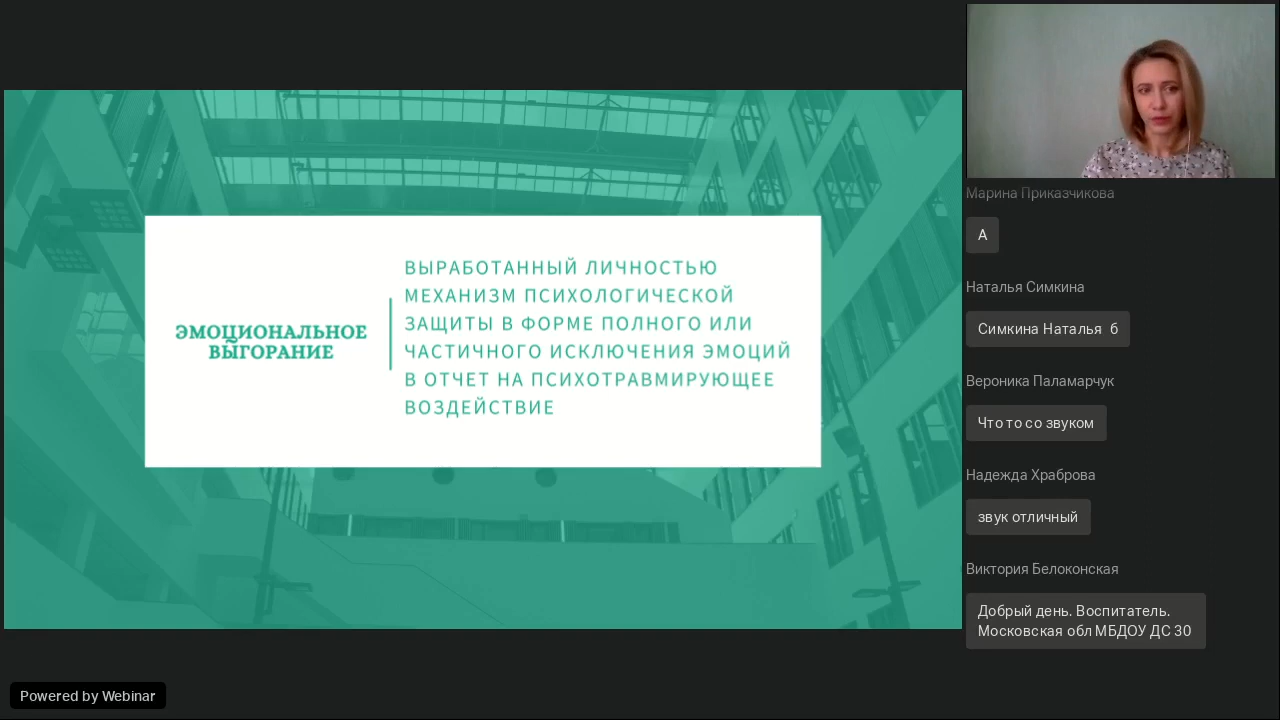 ЭМОЦИОНАЛЬНОЕ
ВЫГОРАНИЕ
ВЫРАБОТАННЫЙ ЛИЧНОСТЬЮ
МЕХАНИЗМ ПСИХОЛОГИЧЕСКОЙ
ЗАЩИТЫ В ФОРМЕ ПОЛНОГО ИЛИ
ЧАСТИЧНОГО ИСКЛЮЧЕНИЯ ЭМОЦИЙ
В ОТЧЕТ НА ПСИХОТРАВМИРУЮЩЕЕ
ВОЗДЕЙСТВИЕ
Марина Приказчикова
А
Наталья Симкина
Симкина Наталья 6
Вероника Паламарчук
Что то со звуком
Надежда Храброва
звук отличный
Виктория Белоконская
Добрый день. Воспитатель.
Московская обл МБДОУ ДС 30
Powered by Webinar